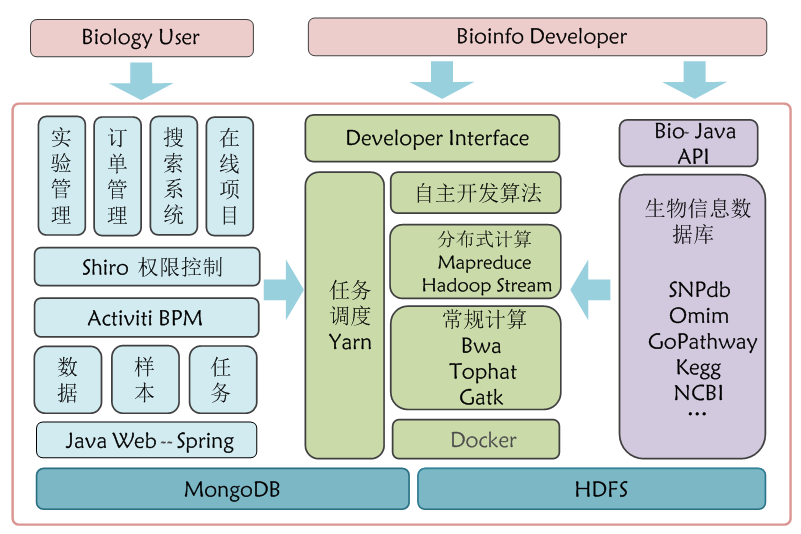 Biology User
Bioinfo Developer
实验管理
订单管理
搜索系统
在线项目
Shiro 权限控制
Activiti BPM
数据
样本
任务
Java Web -- Spring
Developer Interface
任务
调度
Yarn
自主开发算法
分布式计算
Mapreduce
Hadoop Stream
常规计算
Bwa
Tophat
Gatk
Docker
Bio- Java
API
生物信息数
据库
SNPdb
Omim
GoPathway
Kegg
NCBI
...
MongoDB
HDFS